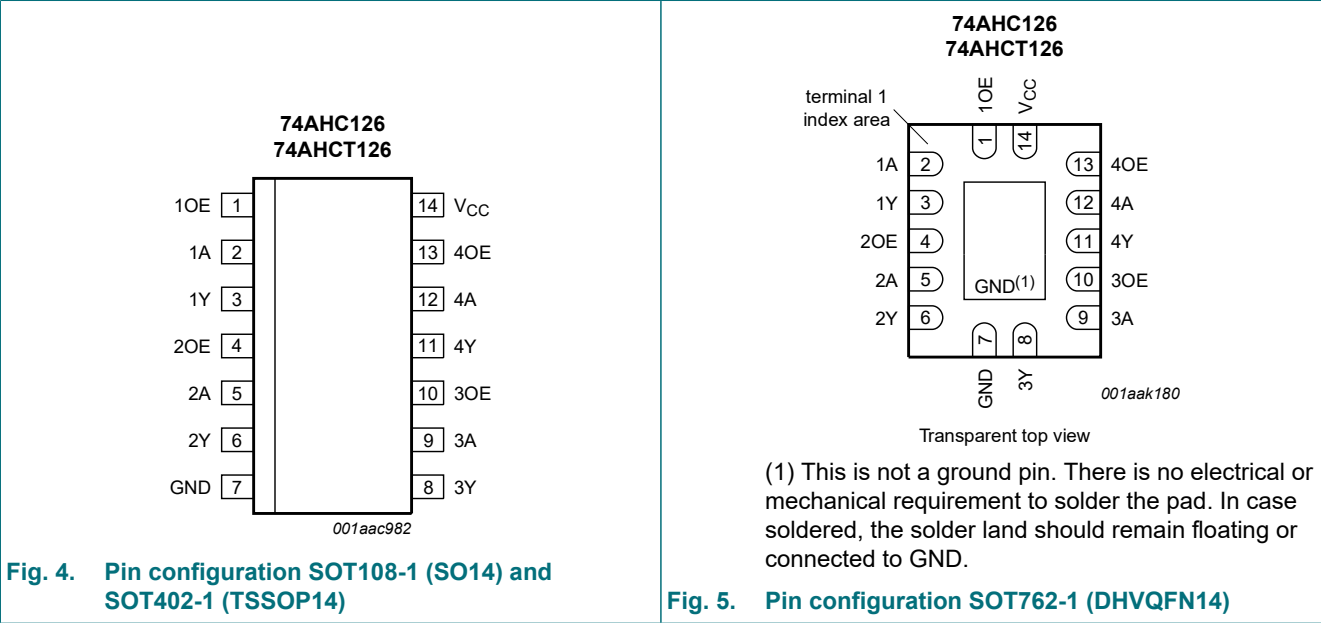 74AHC126
74AHCT126
1OE 1
14 VCC
1A 2
13 4OE
1Y 3
12 4A
2OE 4
11 4Y
2A 5
10 3OE
2Y 6
9 3A
GND 7
8 3Y
001aac982
Fig. 4. Pin configuration SOT108-1 (SO14) and
SOT402-1 (TSSOP14)
74AHC126
74AHCT126
terminal 1
index area
1OE
VCC
1
14
1A 2
13 4OE
1Y 3
12 4A
2OE 4
11 4Y
2A 5
GND(1)
10 3OE
2Y 6
9 3A
7
8
GND
3Y
001aak180
Transparent top view
(1) This is not a ground pin. There is no electrical or
mechanical requirement to solder the pad. In case
soldered, the solder land should remain floating or
connected to GND.
Fig. 5. Pin configuration SOT762-1 (DHVQFN14)